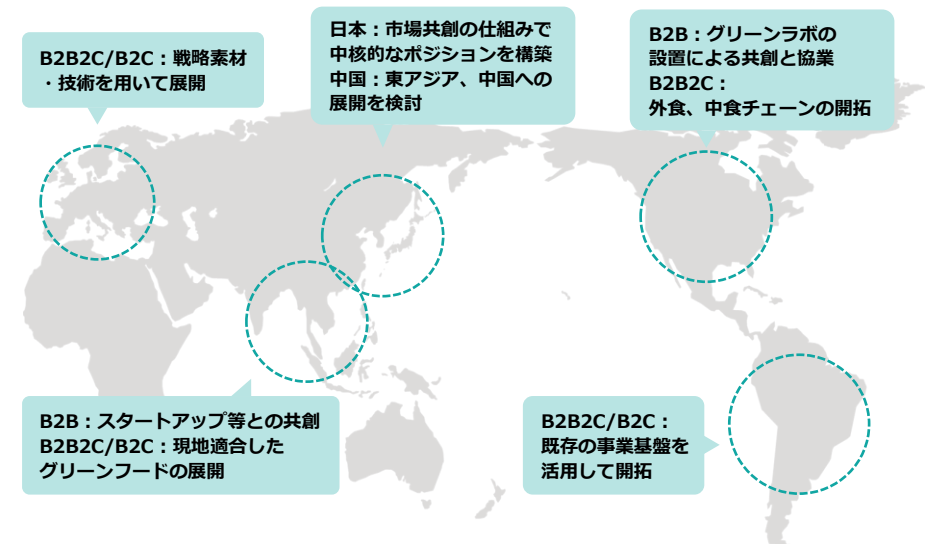 B2B2C/B2C：戦略素材
・技術を用いて展開
日本：市場共創の仕組みで
中核的なポジションを構築
中国：東アジア、中国への
展開を検討
B2B：グリーンラボの
設置による共創と協業
B2B2C：
外食、中食チェーンの開拓
B2B：スタートアップ等との共創
B2B2C/B2C：現地適合した
グリーンフードの展開
B2B2C/B2C：
既存の事業基盤を
活用して開拓